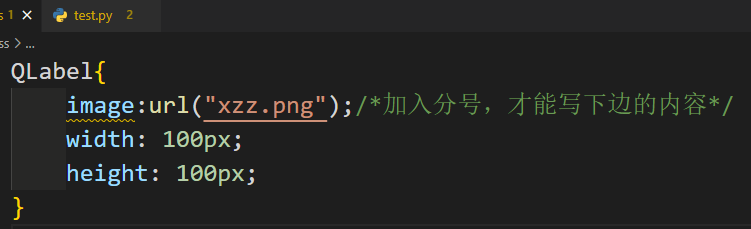 s 1 × test.py 2
ss > ...
QLabel{
image:url("xzz.png");/*加入分号，才能写下边的内容*/
width: 100px;
height: 100px;
}